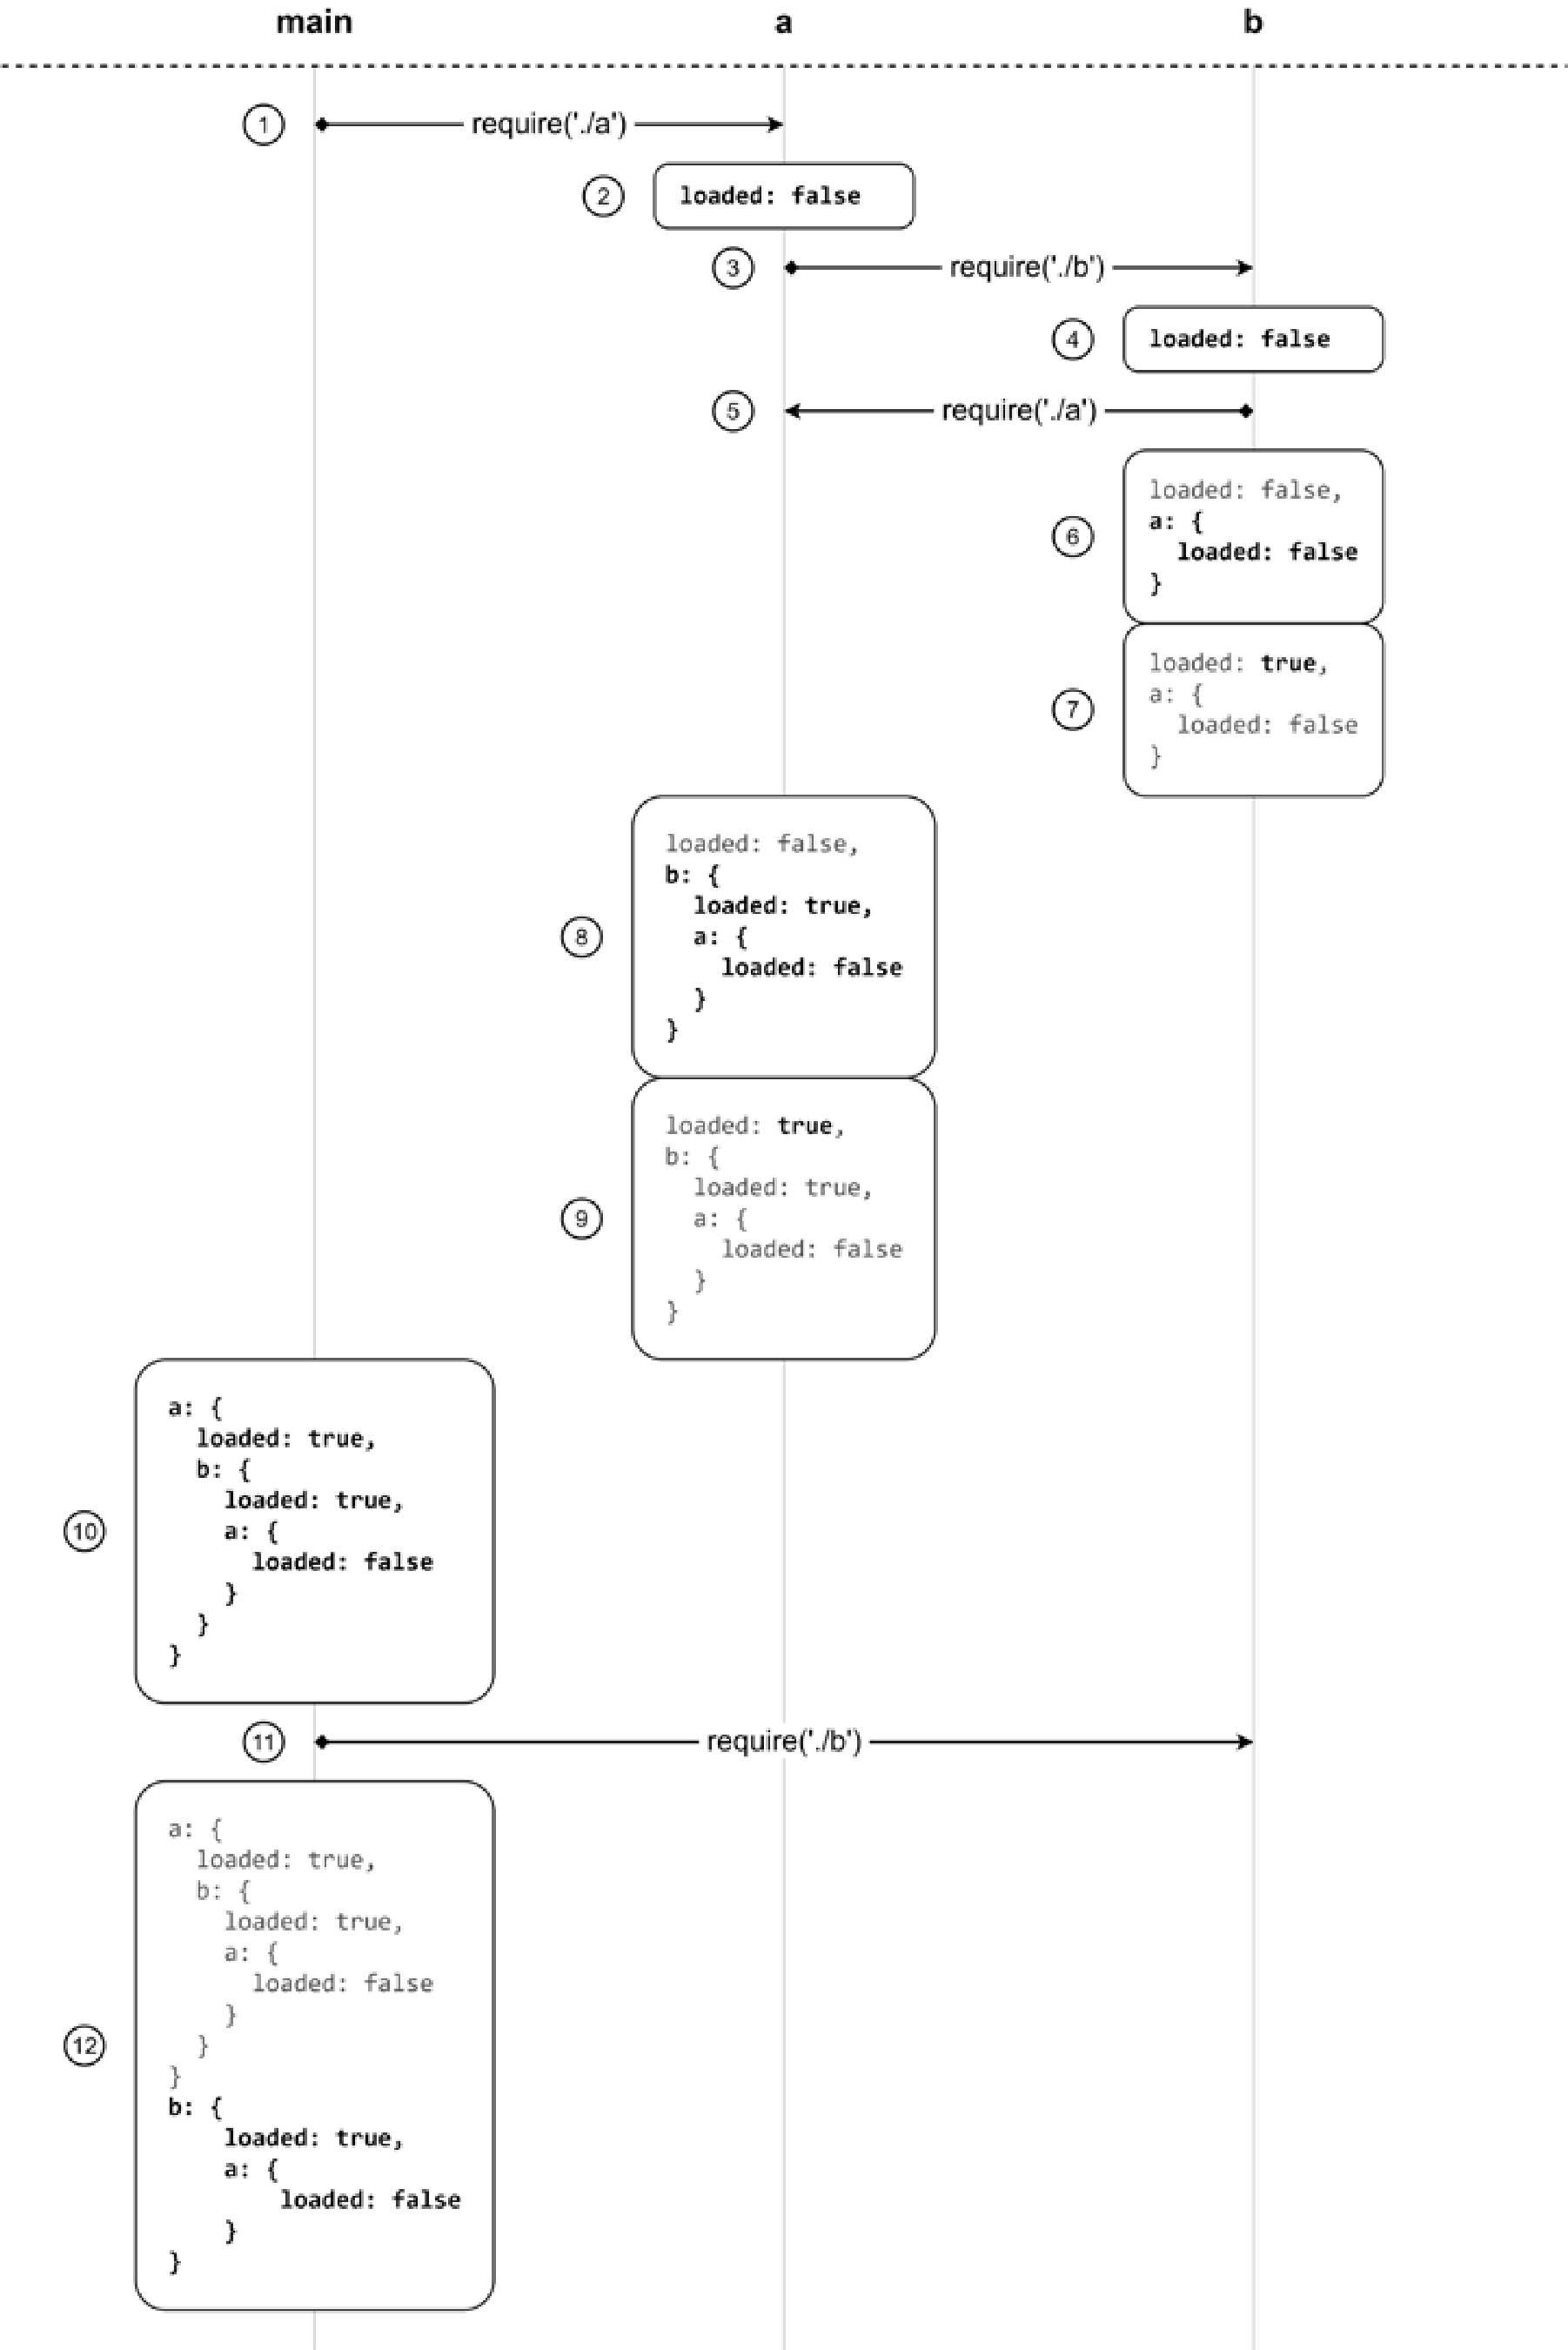 main a b
1 require('./a')
2 loaded: false
3 require('./b')
4 loaded: false
5 require('./a')
6
loaded: false,
a: {
  loaded: false
}
7
loaded: true,
a: {
  loaded: false
}
8
loaded: false,
b: {
  loaded: true,
  a: {
    loaded: false
  }
}
9
loaded: true,
b: {
  loaded: true,
  a: {
    loaded: false
  }
}
10
a: {
  loaded: true,
  b: {
    loaded: true,
    a: {
      loaded: false
    }
  }
}
11 require('./b')
12
a: {
  loaded: true,
  b: {
    loaded: true,
    a: {
      loaded: false
    }
  }
}
b: {
    loaded: true,
    a: {
        loaded: false
    }
}